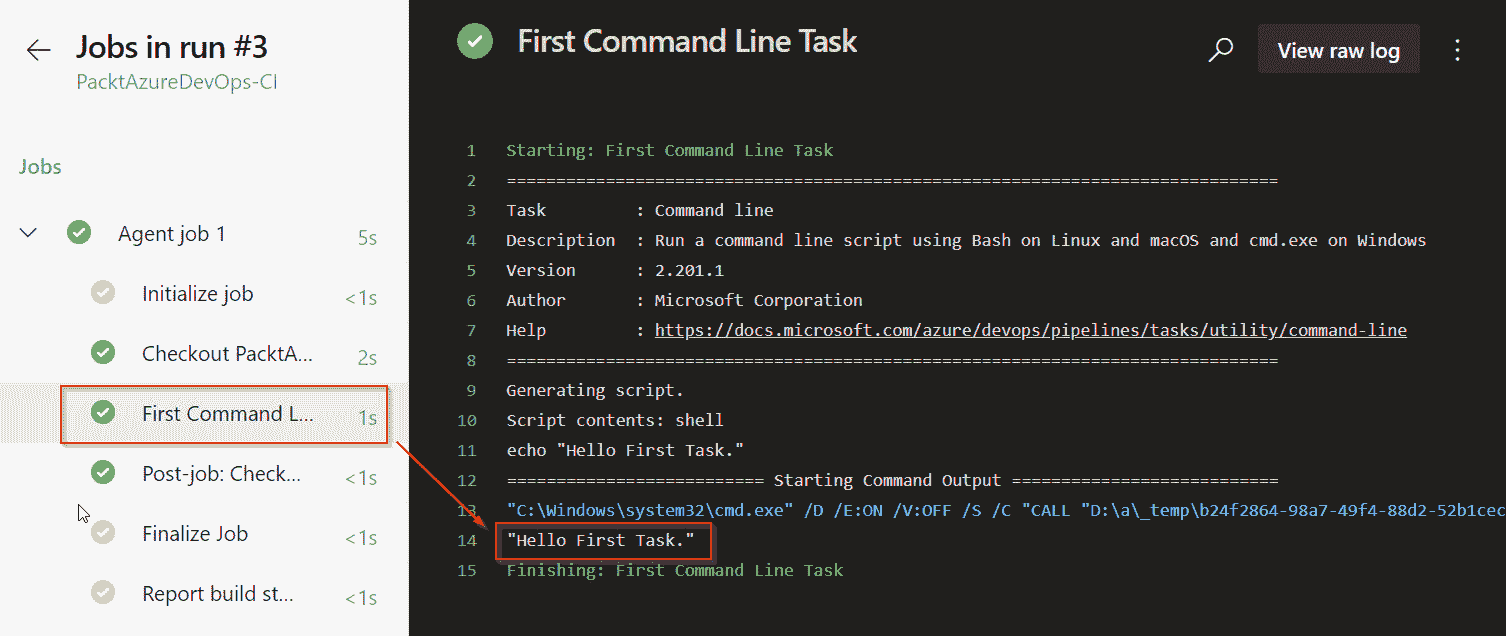 Jobs in run #3
PacktAzureDevOps-CI
Jobs
Agent job 1 5s
Initialize job <1s
Checkout PacktA... 2s
First Command L... 1s
Post-job: Check... <1s
Finalize Job <1s
Report build st... <1s
First Command Line Task
View raw log
1 Starting: First Command Line Task
2 ==============================================================================
3 Task : Command line
4 Description : Run a command line script using Bash on Linux and macOS and cmd.exe on Windows
5 Version : 2.201.1
6 Author : Microsoft Corporation
7 Help : https://docs.microsoft.com/azure/devops/pipelines/tasks/utility/command-line
8 ==============================================================================
9 Generating script.
10 Script contents: shell
11 echo "Hello First Task."
12 ========================== Starting Command Output ===========================
13 "C:\Windows\system32\cmd.exe" /D /E:ON /V:OFF /S /C "CALL "D:\a\_temp\b24f2864-98a7-49f4-88d2-52b1cec
14 "Hello First Task."
15 Finishing: First Command Line Task